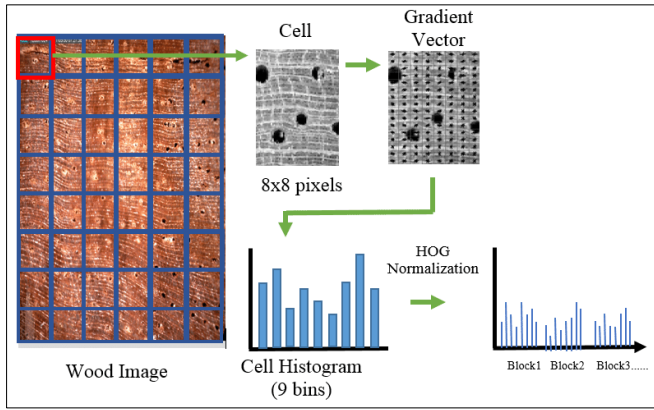 Cell
Gradient
Vector
8x8 pixels
HOG
Normalization
Wood Image
Cell Histogram
(9 bins)
Block1 Block2 Block3......